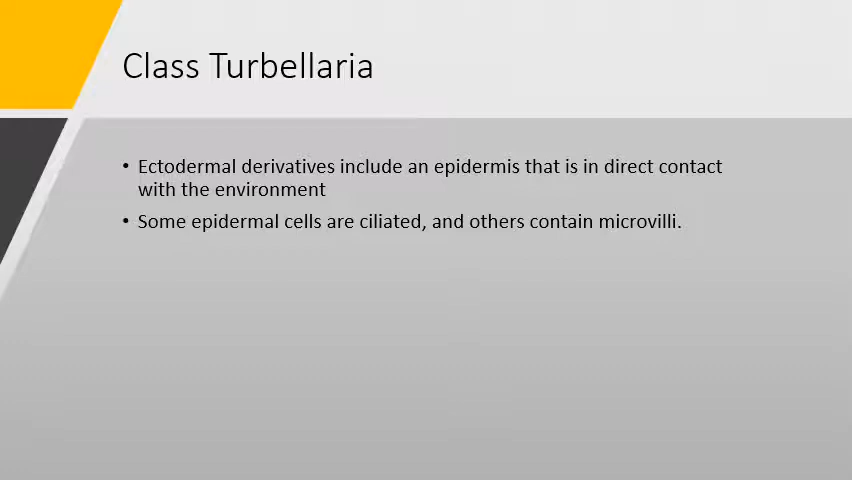 Class Turbellaria
• Ectodermal derivatives include an epidermis that is in direct contact
with the environment
• Some epidermal cells are ciliated, and others contain microvilli.